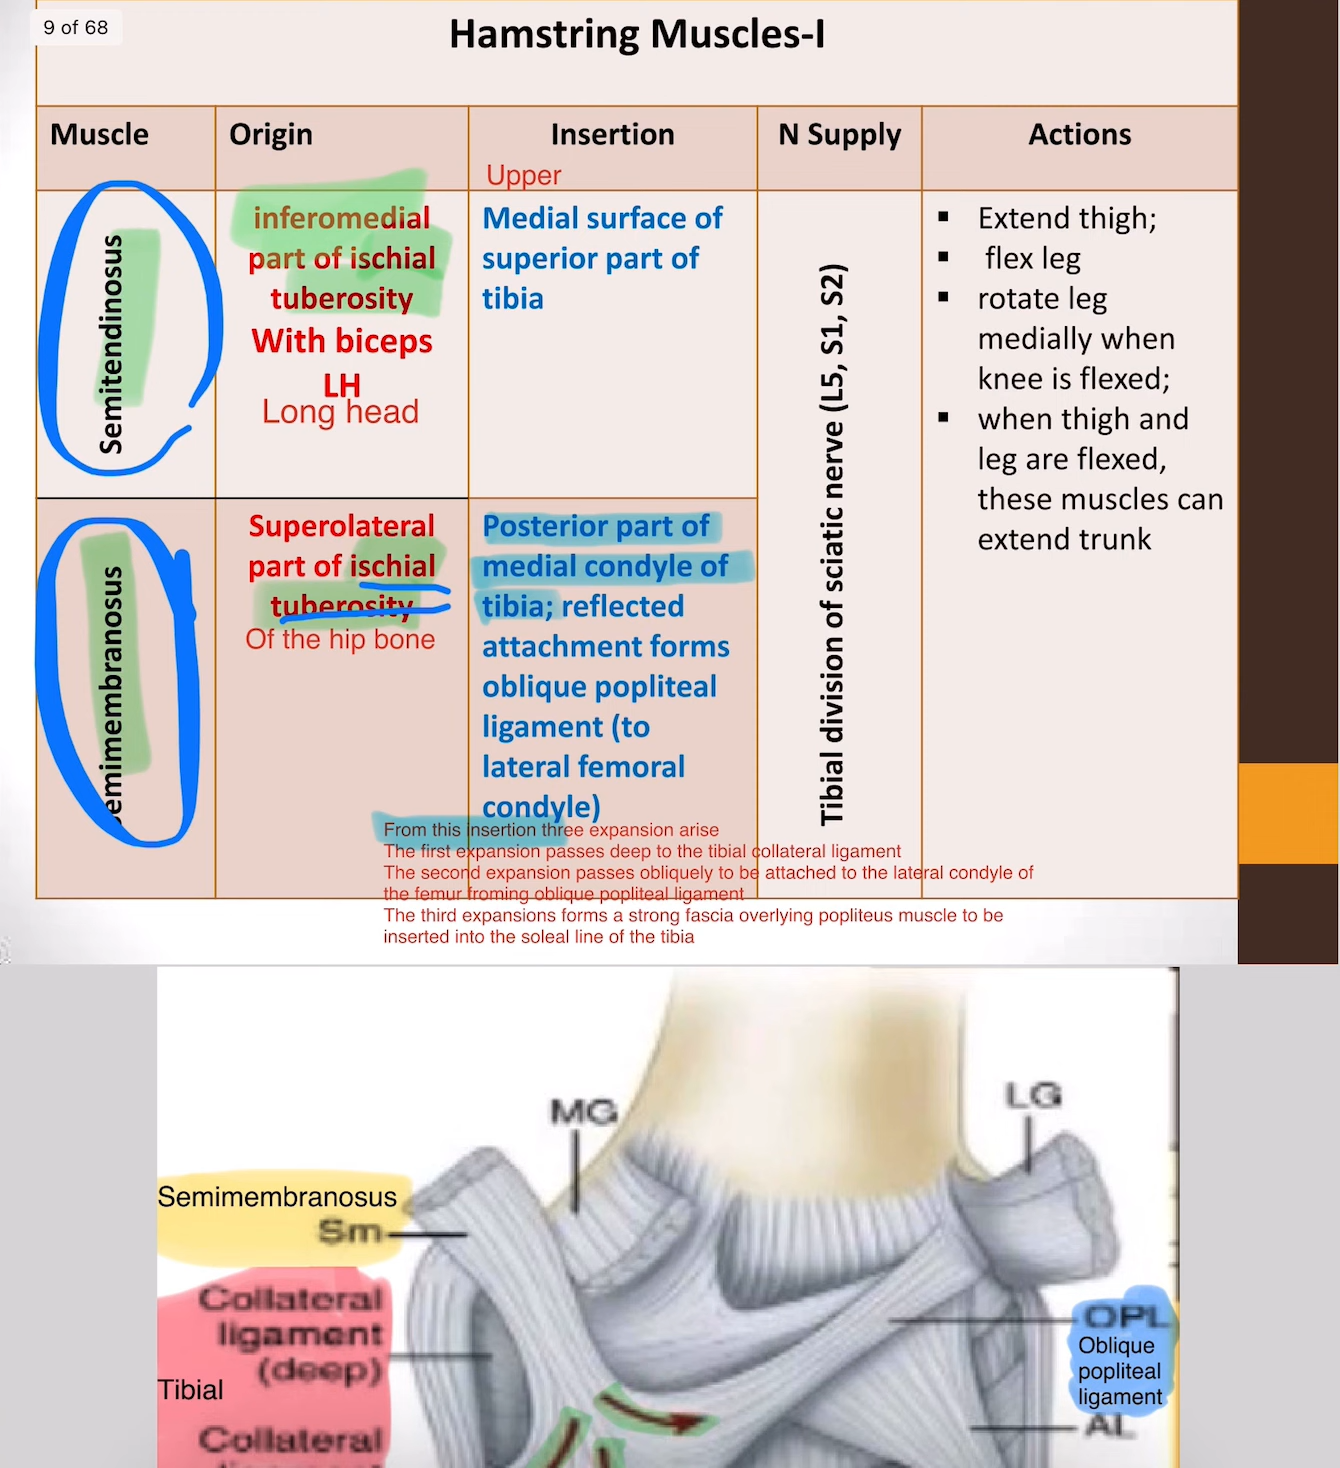 9 of 68
Hamstring Muscles-I
Muscle
Origin
Insertion
N Supply
Actions
Upper
Semitendinosus
inferomedial
part of ischial
tuberosity
With biceps
LH
Long head
Medial surface of
superior part of
tibia
Tibial division of sciatic nerve (L5, S1, S2)
▪ Extend thigh;
▪ flex leg
▪ rotate leg
medially when
knee is flexed;
▪ when thigh and
leg are flexed,
these muscles can
extend trunk
emimembranosus
Superolateral
part of ischial
tuberosity
Of the hip bone
Posterior part of
medial condyle of
tibia; reflected
attachment forms
oblique popliteal
ligament (to
lateral femoral
condyle)
From this insertion three expansion arise
The first expansion passes deep to the tibial collateral ligament
The second expansion passes obliquely to be attached to the lateral condyle of
the femur froming oblique popliteal ligament
The third expansions forms a strong fascia overlying popliteus muscle to be
inserted into the soleal line of the tibia
MG
LG
Semimembranosus
Sm
Collateral
ligament
(deep)
Tibial
Collateral
OPL
Oblique
popliteal
ligament
AL